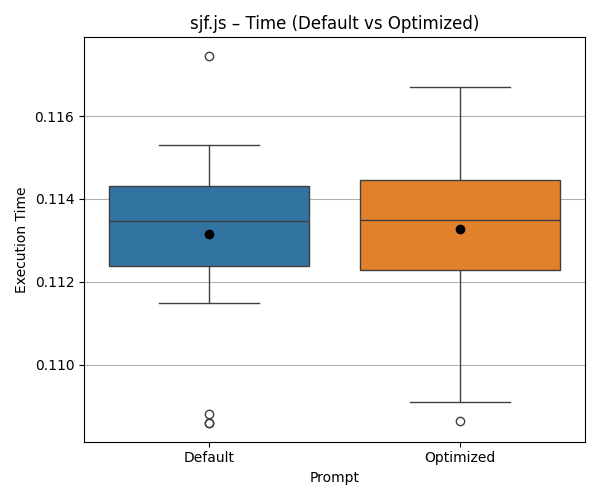 sjf.js – Time (Default vs Optimized)
Execution Time
0.116
0.114
0.112
0.110
Default
Optimized
Prompt